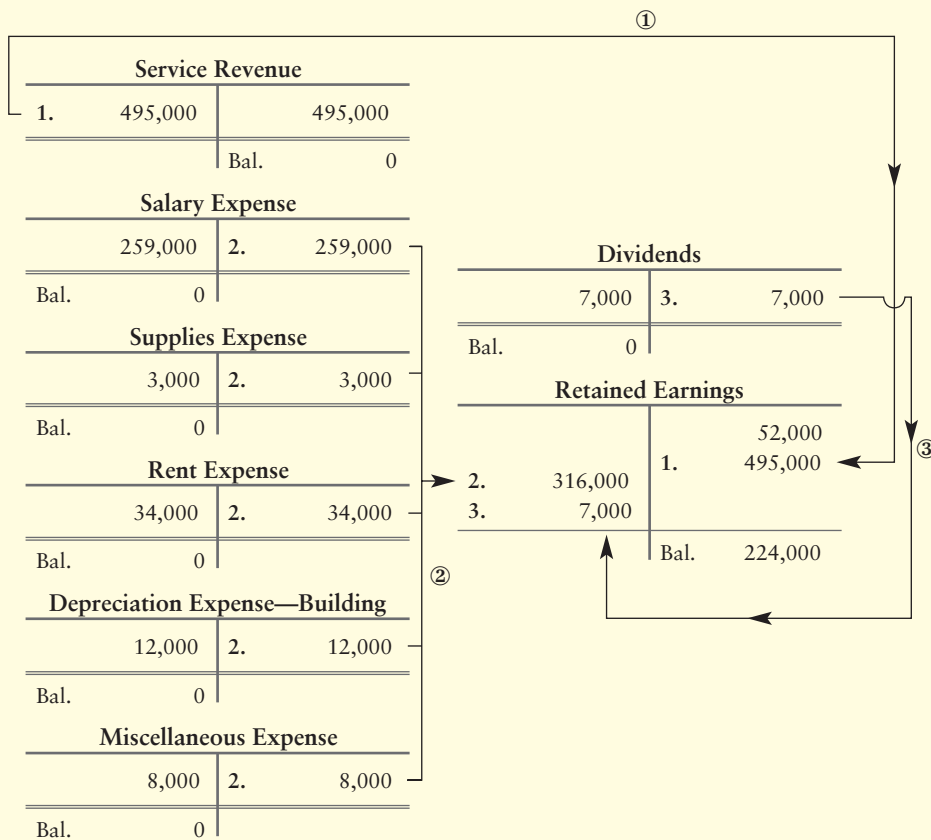 ①
Service Revenue
1. 495,000 495,000
Bal. 0
Salary Expense
259,000 2. 259,000
Bal. 0
Supplies Expense
3,000 2. 3,000
Bal. 0
Rent Expense
34,000 2. 34,000
Bal. 0
②
Depreciation Expense—Building
12,000 2. 12,000
Bal. 0
Miscellaneous Expense
8,000 2. 8,000
Bal. 0
Dividends
7,000 3. 7,000
Bal. 0
Retained Earnings
52,000
1. 495,000
2. 316,000
3. 7,000
Bal. 224,000
③